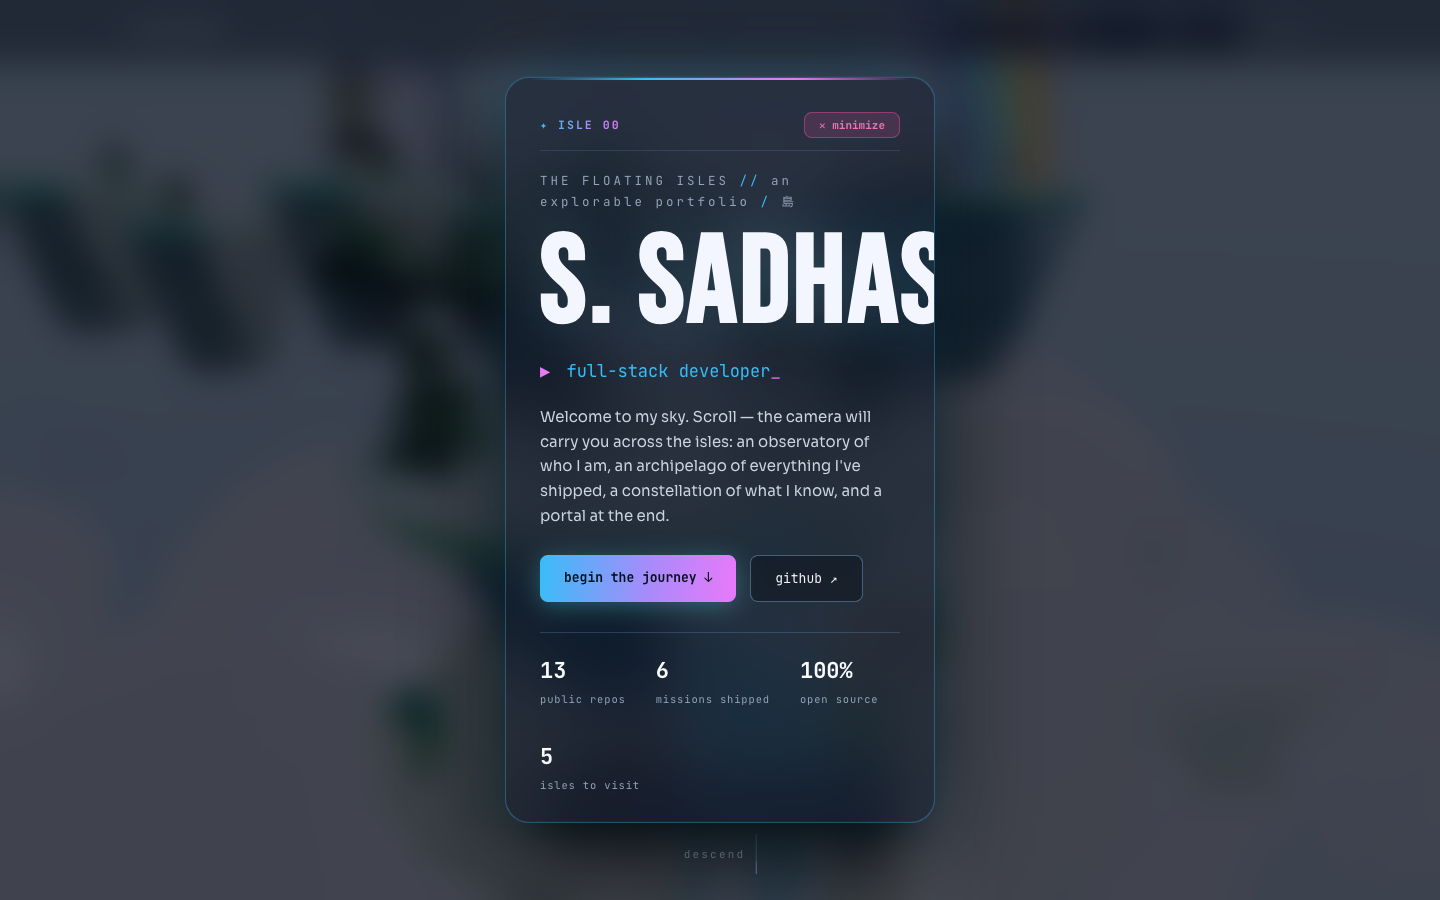 ✦ ISLE 00
× minimize
THE FLOATING ISLES // an
explorable portfolio / 島
S. SADHAS
▶ full-stack developer_
Welcome to my sky. Scroll — the camera will
carry you across the isles: an observatory of
who I am, an archipelago of everything I've
shipped, a constellation of what I know, and a
portal at the end.
begin the journey ↓
github ↗
13
6
100%
public repos
missions shipped
open source
5
isles to visit
descend